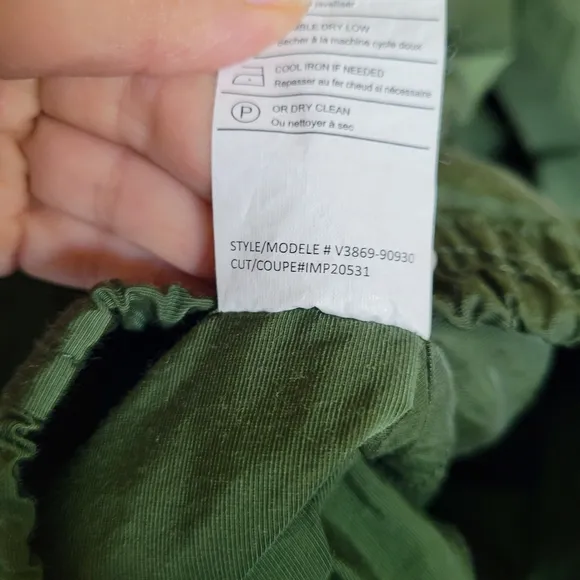 javelliser
DRY LOW
Sécher à la machine cycle doux
COOL IRON IF NEEDED
Repasser au fer chaud si nécessaire
P
OR DRY CLEAN
Ou nettoyer à sec
STYLE/MODELE # V3869-90930
CUT/COUPE#IMP20531